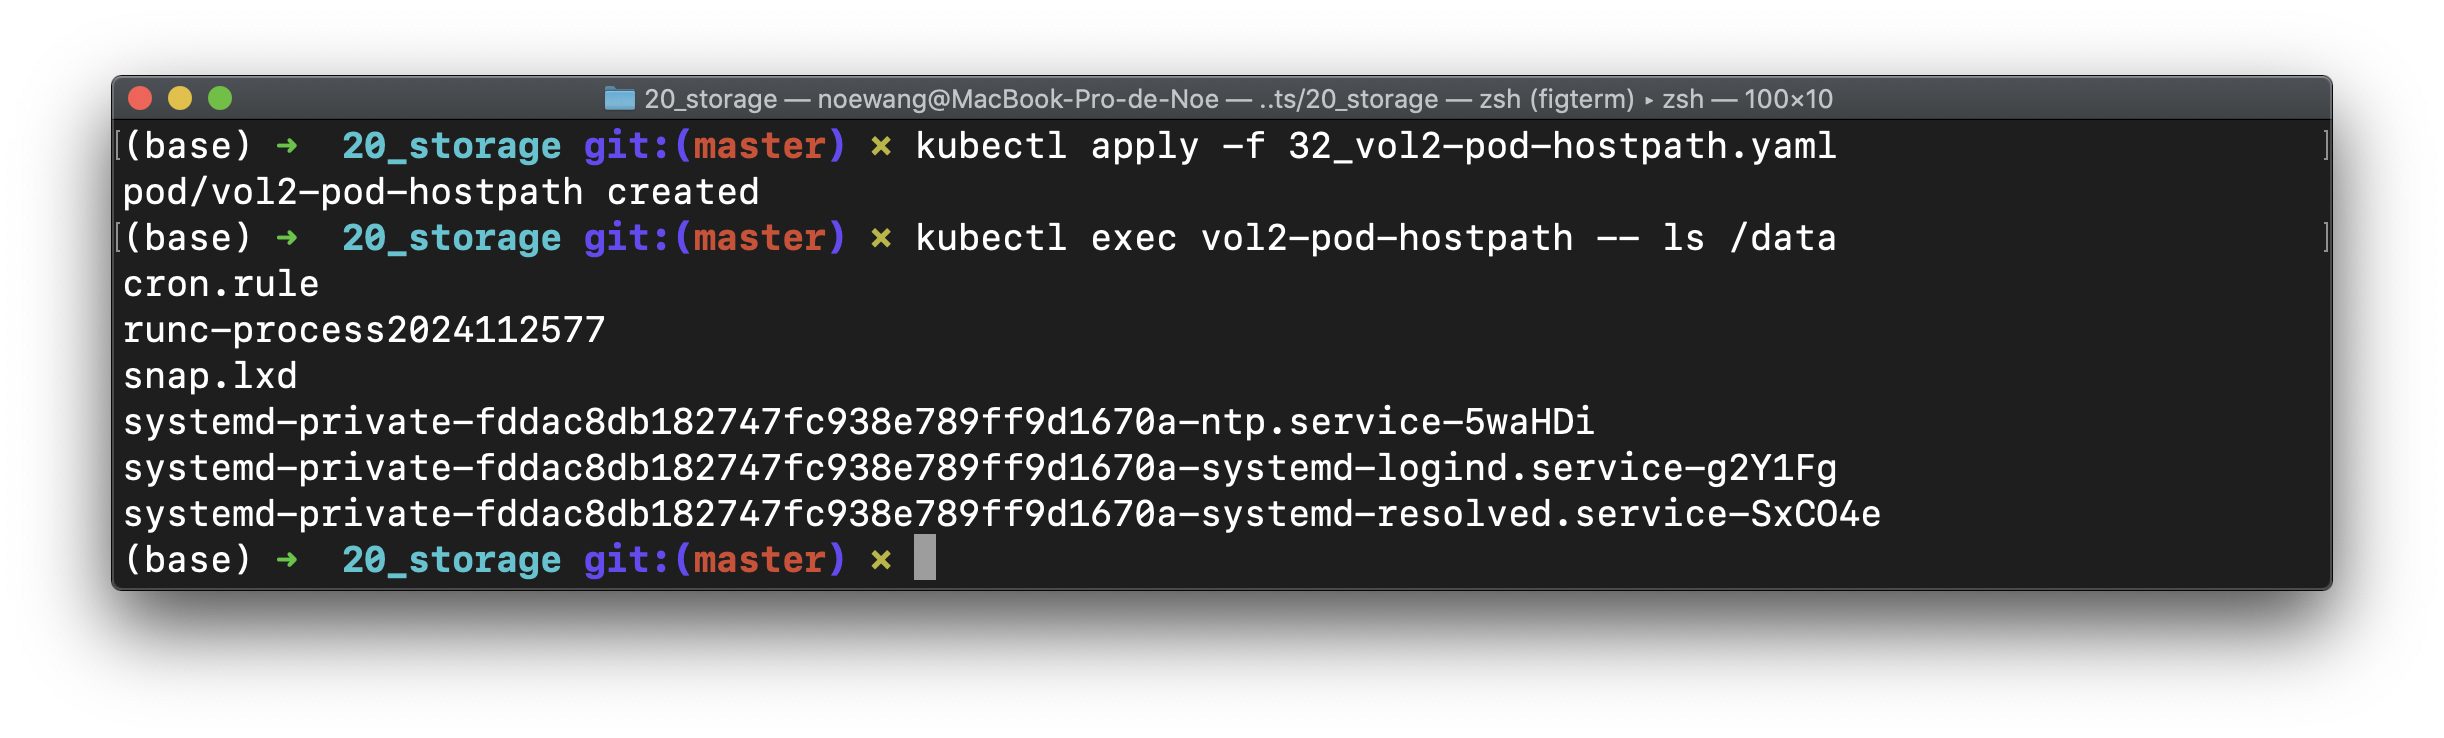 20_storage — noewang@MacBook-Pro-de-Noe — ..ts/20_storage — zsh (figterm) ▸ zsh — 100×10
(base) ➜  20_storage git:(master) ✗ kubectl apply -f 32_vol2-pod-hostpath.yaml
pod/vol2-pod-hostpath created
(base) ➜  20_storage git:(master) ✗ kubectl exec vol2-pod-hostpath -- ls /data
cron.rule
runc-process2024112577
snap.lxd
systemd-private-fddac8db182747fc938e789ff9d1670a-ntp.service-5waHDi
systemd-private-fddac8db182747fc938e789ff9d1670a-systemd-logind.service-g2Y1Fg
systemd-private-fddac8db182747fc938e789ff9d1670a-systemd-resolved.service-SxCO4e
(base) ➜  20_storage git:(master) ✗